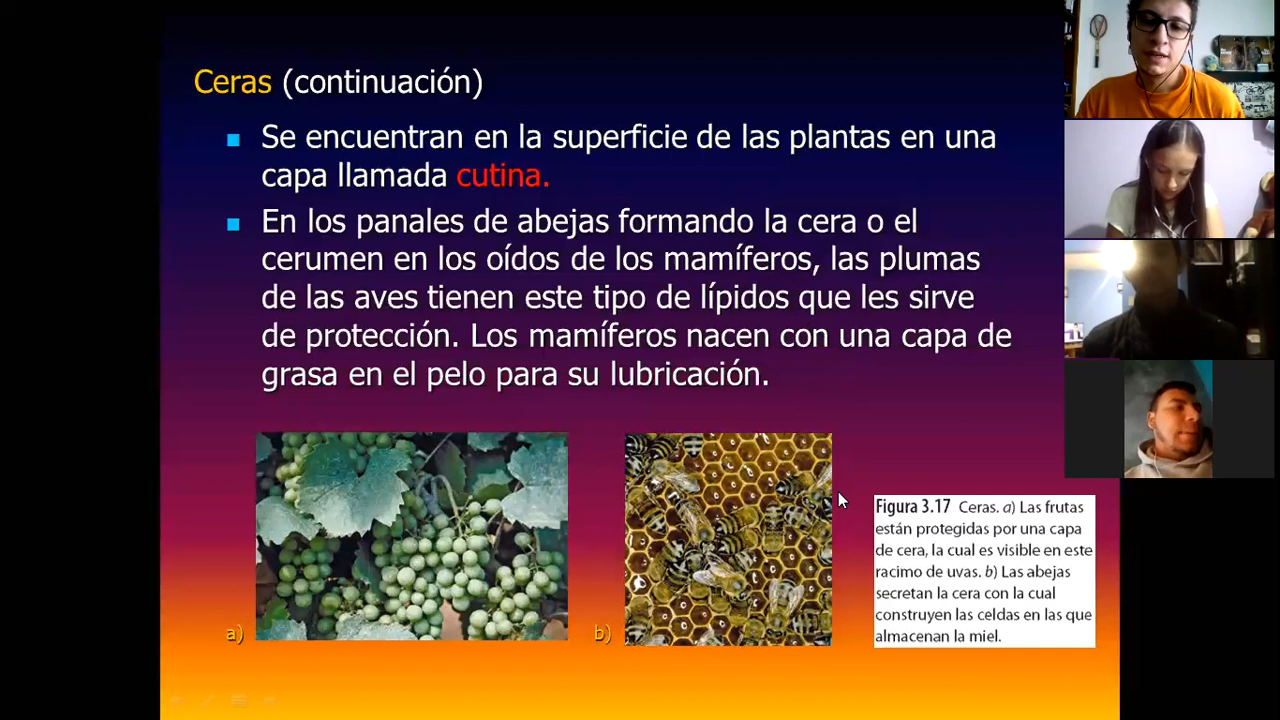 Ceras (continuación)
Se encuentran en la superficie de las plantas en una
capa llamada cutina.
En los panales de abejas formando la cera o el
cerumen en los oídos de los mamíferos, las plumas
de las aves tienen este tipo de lípidos que les sirve
de protección. Los mamíferos nacen con una capa de
grasa en el pelo para su lubricación.
a)
b)
Figura 3.17 Ceras. a) Las frutas
están protegidas por una capa
de cera, la cual es visible en este
racimo de uvas. b) Las abejas
secretan la cera con la cual
construyen las celdas en las que
almacenan la miel.